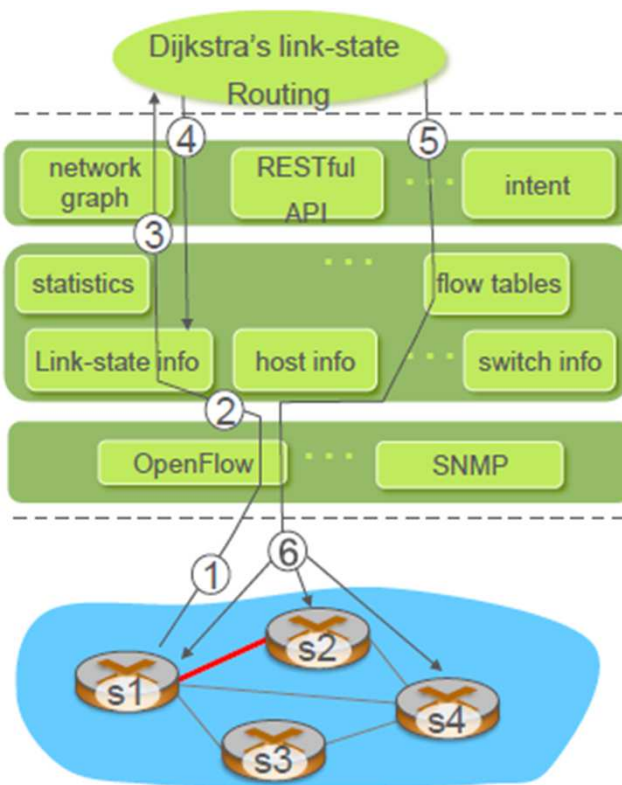 Dijkstra's link-state
Routing
4
5
network
graph
RESTful
API
intent
3
statistics
flow tables
Link-state info
host info
switch info
2
OpenFlow
SNMP
1
6
s2
s1
s4
s3